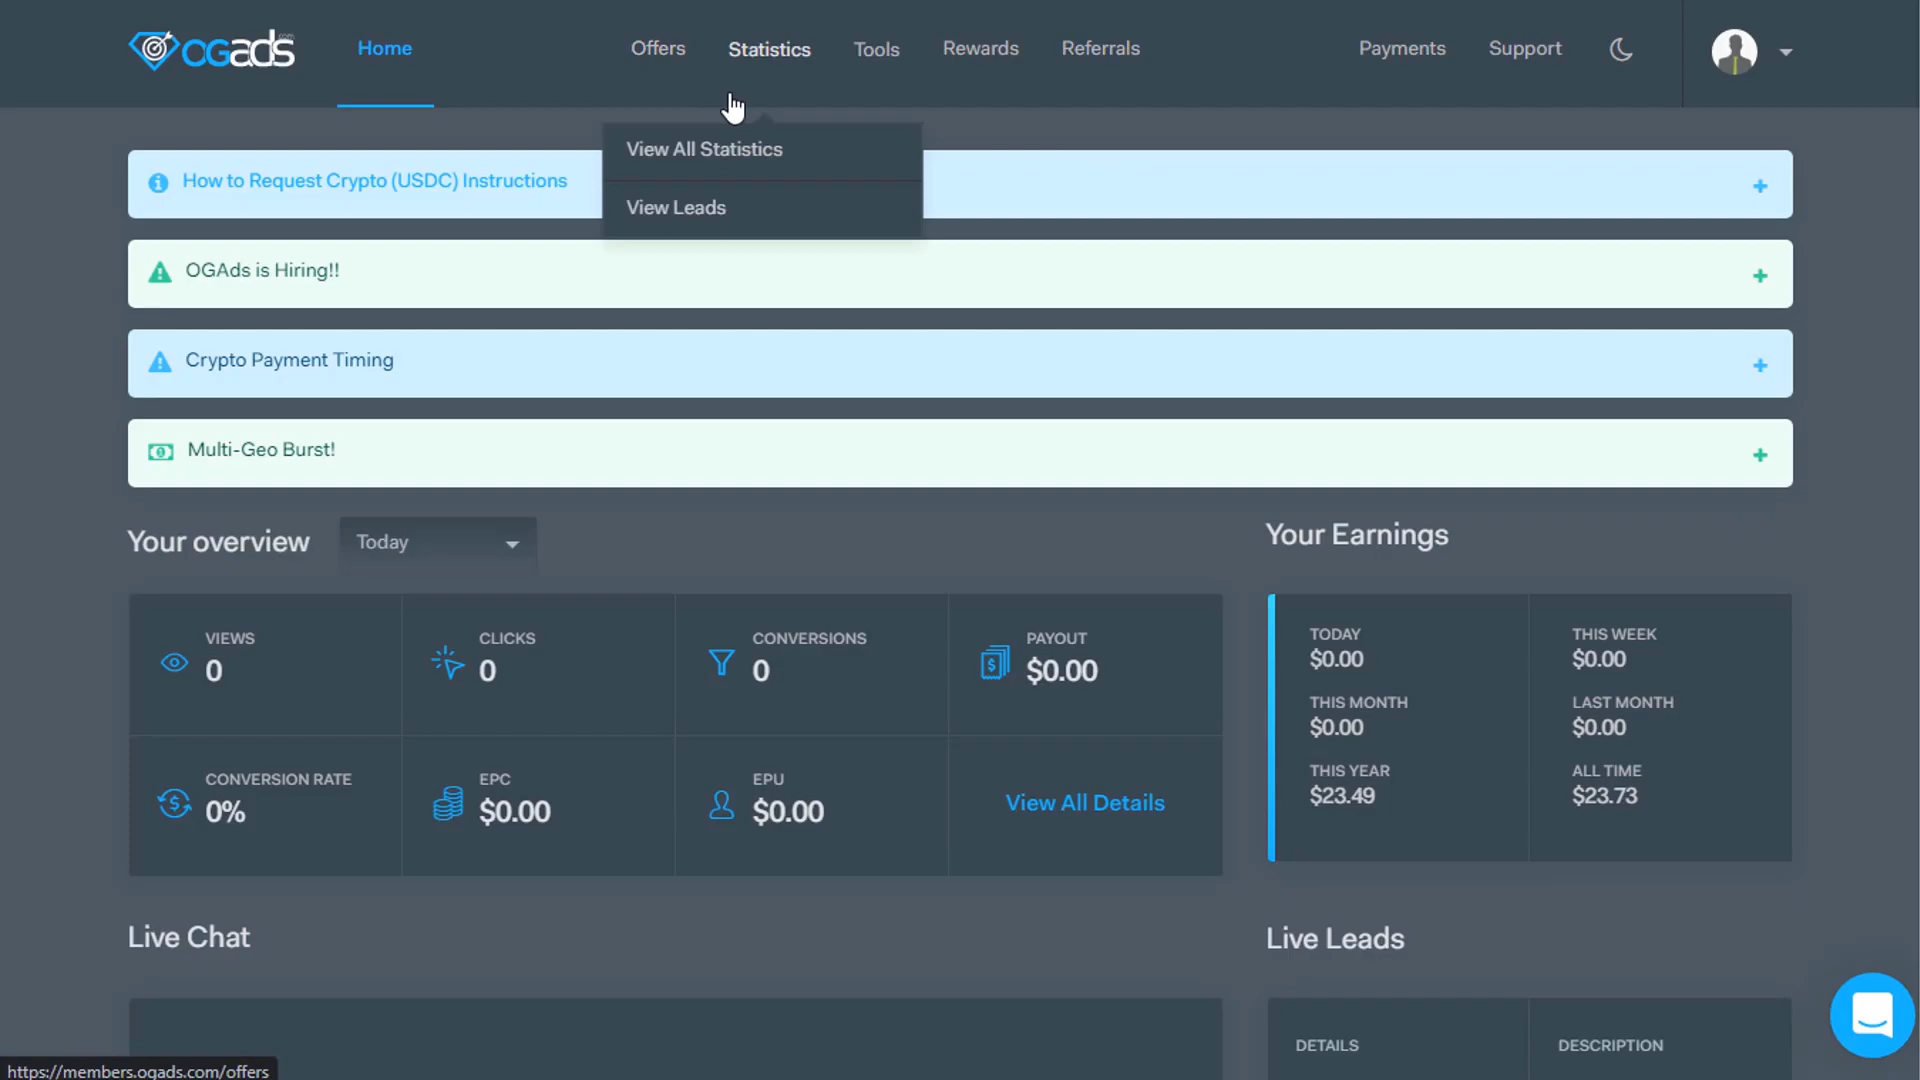 OGads.com
Home
Offers
Statistics
Tools
Rewards
Referrals
Payments
Support
View All Statistics
View Leads
How to Request Crypto (USDC) Instructions
OGAds is Hiring!!
Crypto Payment Timing
Multi-Geo Burst!
Your overview
Today
VIEWS
0
CLICKS
0
CONVERSIONS
0
PAYOUT
$0.00
CONVERSION RATE
0%
EPC
$0.00
EPU
$0.00
View All Details
Your Earnings
TODAY
$0.00
THIS WEEK
$0.00
THIS MONTH
$0.00
LAST MONTH
$0.00
THIS YEAR
$23.49
ALL TIME
$23.73
Live Chat
Live Leads
DETAILS
DESCRIPTION
https://members.ogads.com/offers